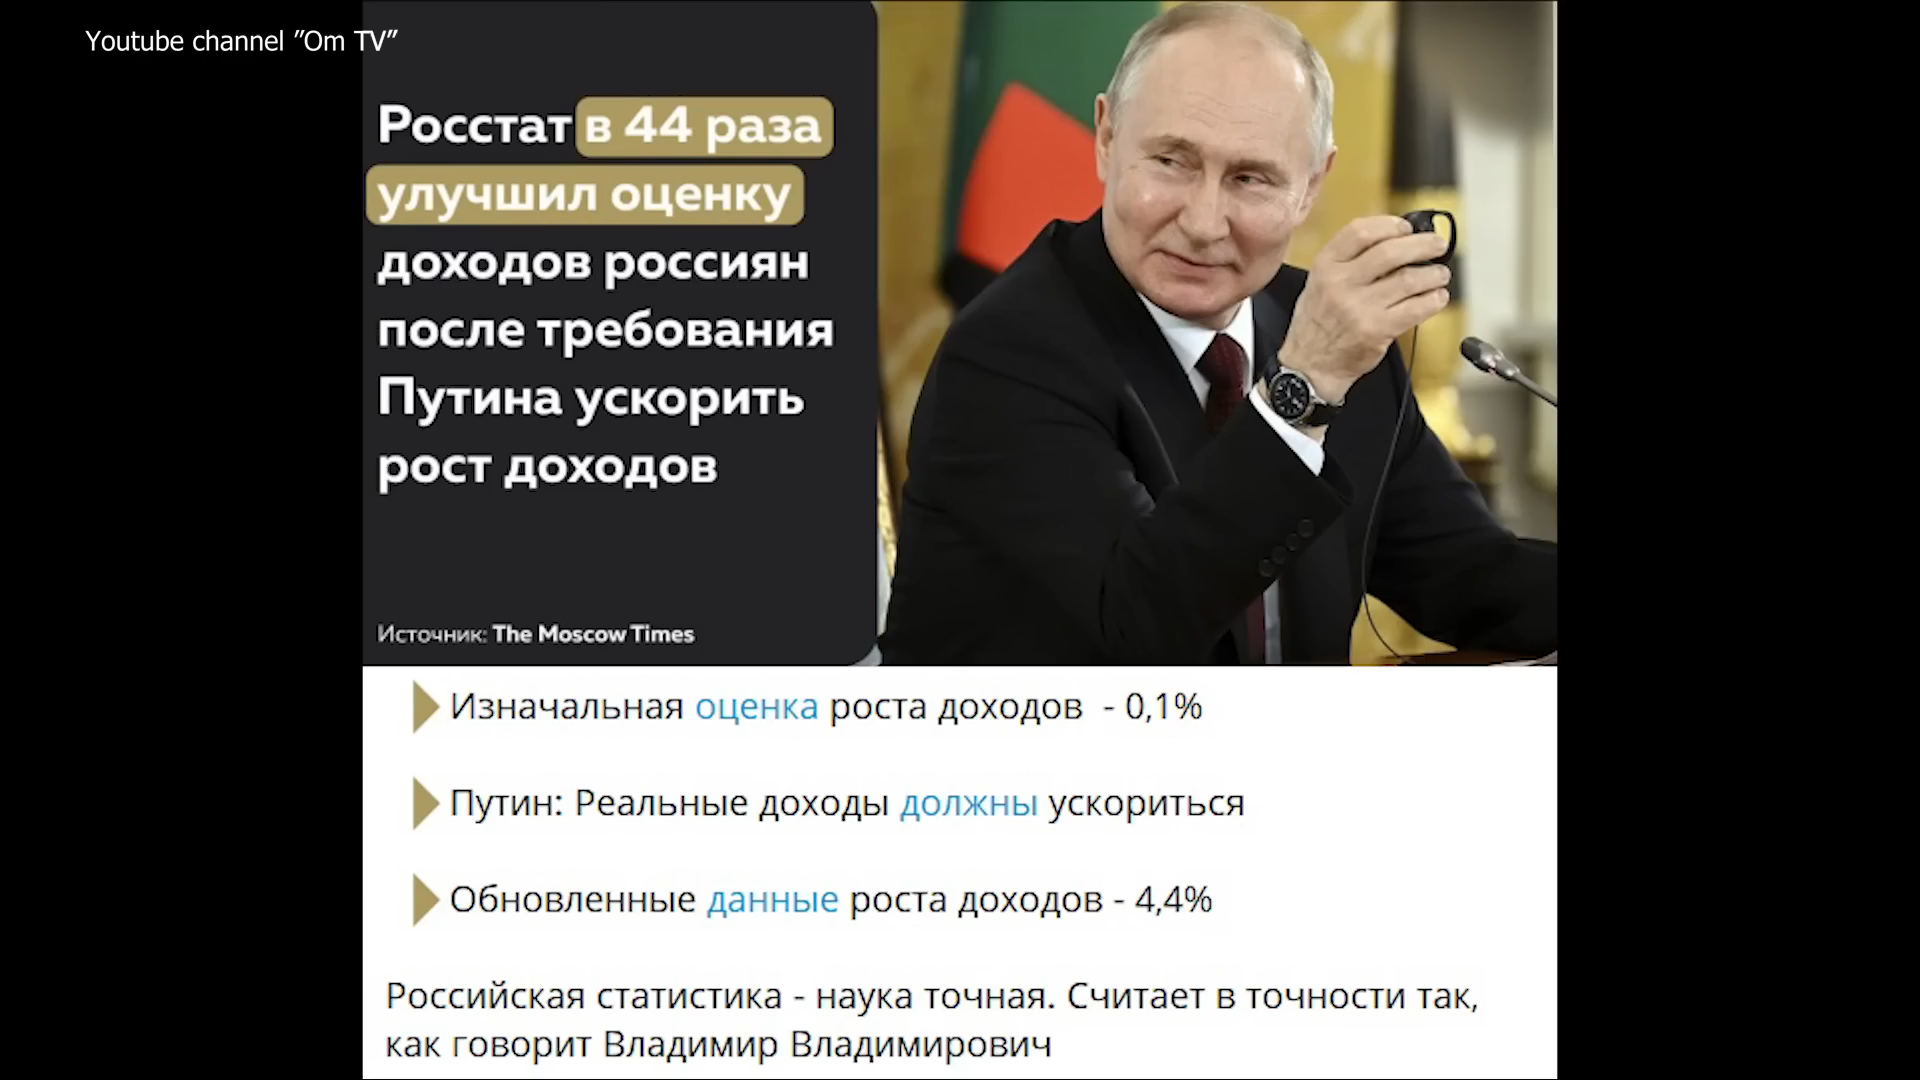 Youtube channel ”Om TV”
Росстат в 44 раза
улучшил оценку
доходов россиян
после требования
Путина ускорить
рост доходов
Источник: The Moscow Times
Изначальная оценка роста доходов - 0,1%
Путин: Реальные доходы должны ускориться
Обновленные данные роста доходов - 4,4%
Российская статистика - наука точная. Считает в точности так,
как говорит Владимир Владимирович